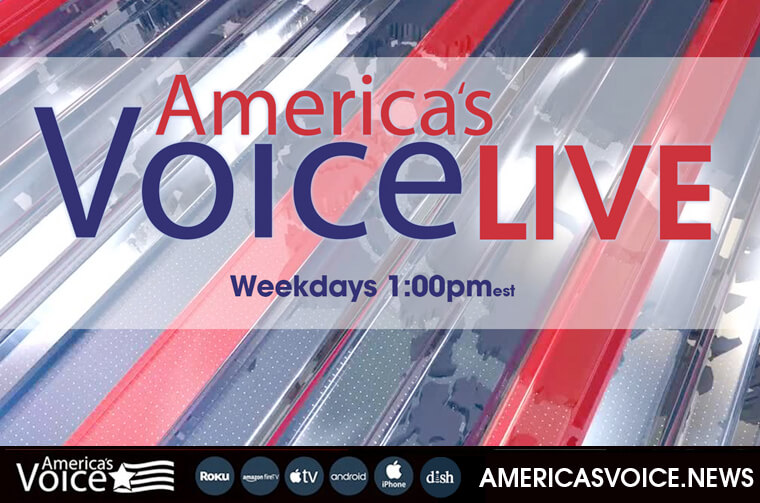 America's
Voice LIVE
Weekdays 1:00pm est
America's
Voice
ROKU
amazon fireTV
tv
android
iPhone
dish
AMERICASVOICE.NEWS